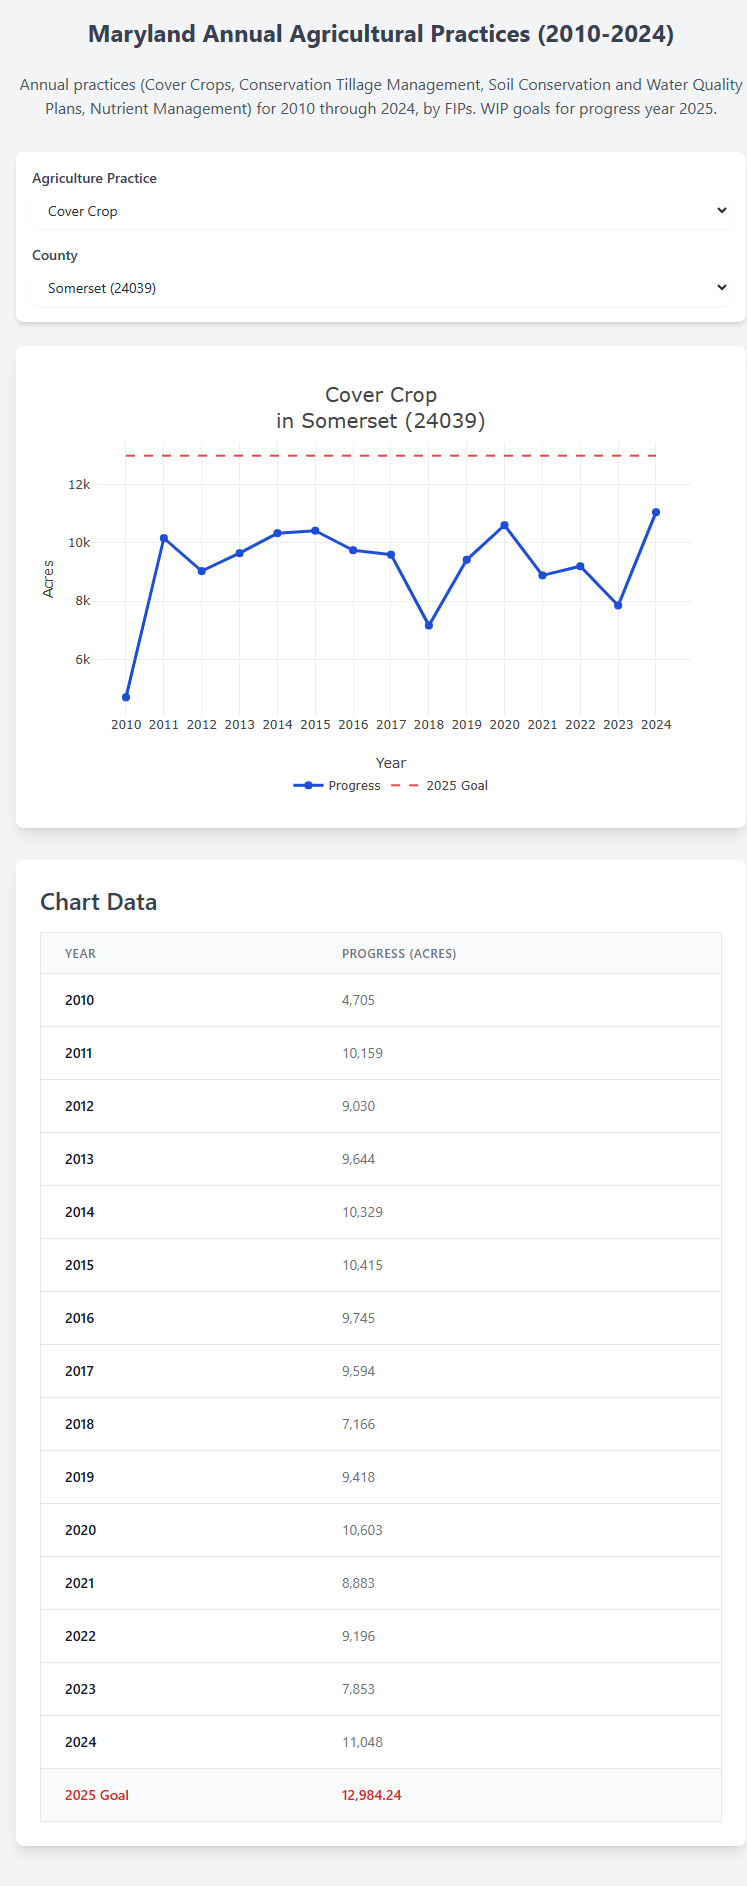 Maryland Annual Agricultural Practices (2010-2024)
Annual practices (Cover Crops, Conservation Tillage Management, Soil Conservation and Water Quality
Plans, Nutrient Management) for 2010 through 2024, by FIPs. WIP goals for progress year 2025.
Agriculture Practice
Cover Crop
County
Somerset (24039)
Cover Crop
in Somerset (24039)
12k
10k
8k
6k
Acres
2010 2011 2012 2013 2014 2015 2016 2017 2018 2019 2020 2021 2022 2023 2024
Year
Progress 2025 Goal
Chart Data
YEAR PROGRESS (ACRES)
2010 4,705
2011 10,159
2012 9,030
2013 9,644
2014 10,329
2015 10,415
2016 9,745
2017 9,594
2018 7,166
2019 9,418
2020 10,603
2021 8,883
2022 9,196
2023 7,853
2024 11,048
2025 Goal 12,984.24